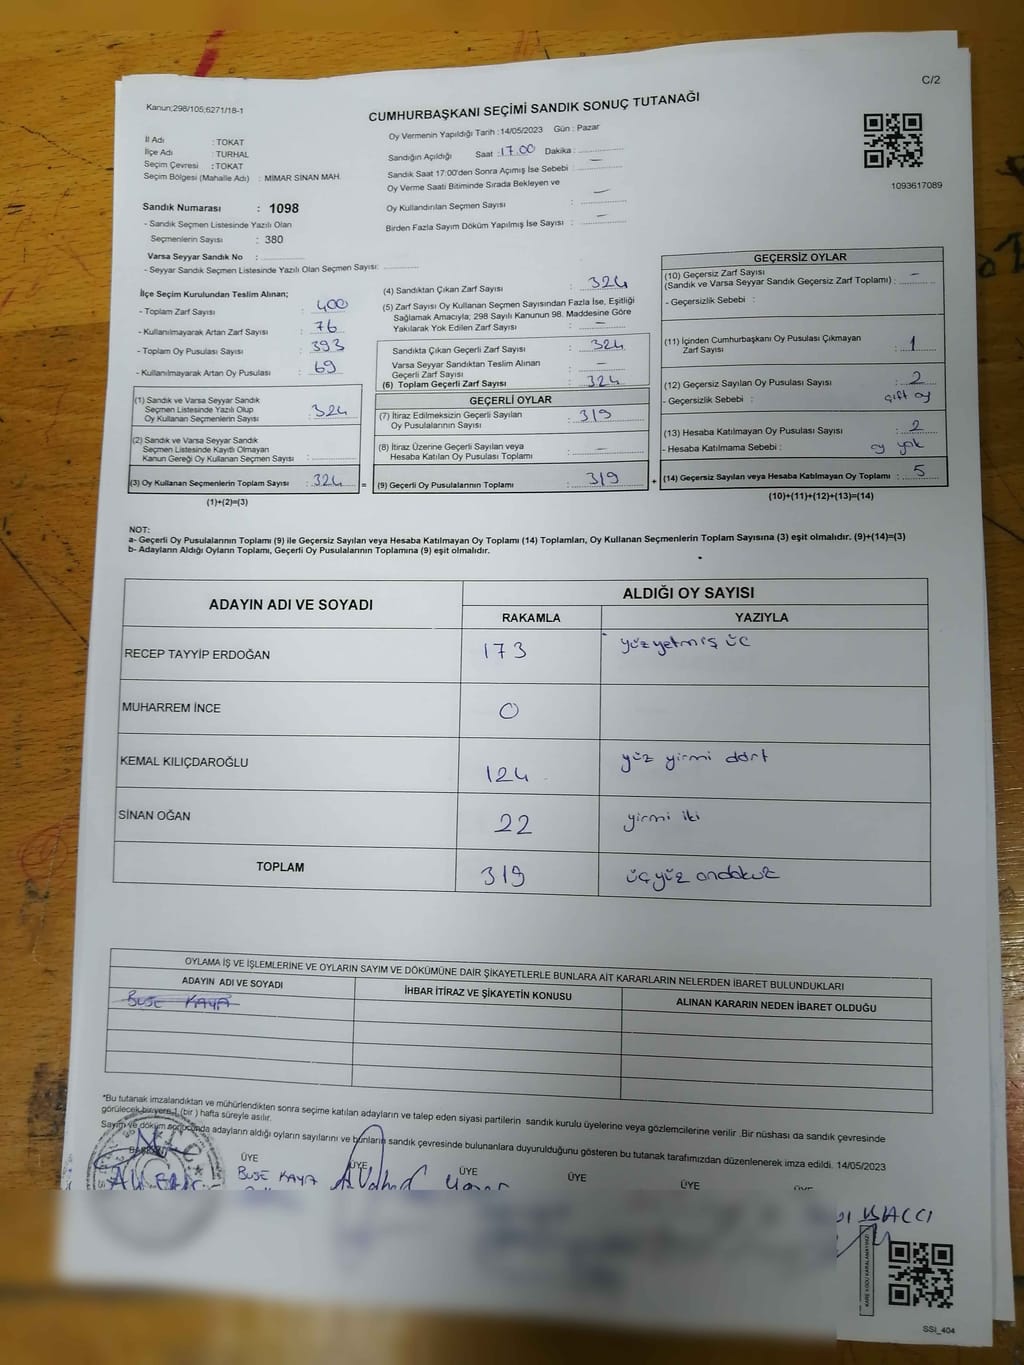 C/2
Kanun;298/105;6271/18-1
CUMHURBAŞKANI SEÇİMİ SANDIK SONUÇ TUTANAĞI
İl Adı : TOKAT
İlçe Adı : TURHAL
Seçim Çevresi : TOKAT
Seçim Bölgesi (Mahalle Adı) : MİMAR SİNAN MAH.
Oy Vermenin Yapıldığı Tarih : 14/05/2023 Gün : Pazar
Sandığın Açıldığı Saat : 17.00 Dakika :
Sandık Saat 17:00'den Sonra Açımış İse Sebebi : —
Oy Verme Saati Bitiminde Sırada Bekleyen ve
Oy Kullandırılan Seçmen Sayısı : —
Birden Fazla Sayım Döküm Yapılmış İse Sayısı : —
1093617089
Sandık Numarası : 1098
- Sandık Seçmen Listesinde Yazılı Olan
Seçmenlerin Sayısı : 380
Varsa Seyyar Sandık No :
- Seyyar Sandık Seçmen Listesinde Yazılı Olan Seçmen Sayısı:
İlçe Seçim Kurulundan Teslim Alınan;
- Toplam Zarf Sayısı : 400
- Kullanılmayarak Artan Zarf Sayısı : 76
- Toplam Oy Pusulası Sayısı : 393
- Kullanılmayarak Artan Oy Pusulası : 69
(1) Sandık ve Varsa Seyyar Sandık
Seçmen Listesinde Yazılı Olup
Oy Kullanan Seçmenlerin Sayısı : 324
(2) Sandık ve Varsa Seyyar Sandık
Seçmen Listesinde Kayıtlı Olmayan
Kanun Gereği Oy Kullanan Seçmen Sayısı :
(3) Oy Kullanan Seçmenlerin Toplam Sayısı : 324 =
(1)+(2)=(3)
(4) Sandıktan Çıkan Zarf Sayısı : 324
(5) Zarf Sayısı Oy Kullanan Seçmen Sayısından Fazla İse, Eşitliği
Sağlamak Amacıyla; 298 Sayılı Kanunun 98. Maddesine Göre
Yakılarak Yok Edilen Zarf Sayısı : —
Sandıkta Çıkan Geçerli Zarf Sayısı : 324
Varsa Seyyar Sandıktan Teslim Alınan
Geçerli Zarf Sayısı : —
(6) Toplam Geçerli Zarf Sayısı : 324
GEÇERLİ OYLAR
(7) İtiraz Edilmeksizin Geçerli Sayılan
Oy Pusulasının Sayısı : 319
(8) İtiraz Üzerine Geçerli Sayılan veya
Hesaba Katılan Oy Pusulası Toplamı : —
(9) Geçerli Oy Pusulalarının Toplamı : 319 +
GEÇERSİZ OYLAR
(10) Geçersiz Zarf Sayısı
(Sandık ve Varsa Seyyar Sandık Geçersiz Zarf Toplamı) : —
- Geçersizlik Sebebi :
(11) İçinden Cumhurbaşkanı Oy Pusulası Çıkmayan
Zarf Sayısı : 1
(12) Geçersiz Sayılan Oy Pusulası Sayısı : 2
- Geçersizlik Sebebi : çift oy
(13) Hesaba Katılmayan Oy Pusulası Sayısı : 2
- Hesaba Katılmama Sebebi : oy yok
(14) Geçersiz Sayılan veya Hesaba Katılmayan Oy Toplamı : 5
(10)+(11)+(12)+(13)=(14)
NOT:
a- Geçerli Oy Pusulalarının Toplamı (9) ile Geçersiz Sayılan veya Hesaba Katılmayan Oy Toplamı (14) Toplamları, Oy Kullanan Seçmenlerin Toplam Sayısına (3) eşit olmalıdır. (9)+(14)=(3)
b- Adayların Aldığı Oyların Toplamı, Geçerli Oy Pusulalarının Toplamına (9) eşit olmalıdır.
ADAYIN ADI VE SOYADI ALDIĞI OY SAYISI
RAKAMLA YAZIYLA
RECEP TAYYİP ERDOĞAN 173 yüzyetmiş üç
MUHARREM İNCE 0
KEMAL KILIÇDAROĞLU 124 yüz yirmi dört
SİNAN OĞAN 22 yirmi iki
TOPLAM 319 üçyüz ondokuz
OYLAMA İŞ VE İŞLEMLERİNE VE OYLARIN SAYIM VE DÖKÜMÜNE DAİR ŞİKAYETLERLE BUNLARA AİT KARARLARIN NELERDEN İBARET BULUNDUKLARI
ADAYIN ADI VE SOYADI İHBAR İTİRAZ VE ŞİKAYETİN KONUSU ALINAN KARARIN NEDEN İBARET OLDUĞU
BUSE KAYA
*Bu tutanak imzalandıktan ve mühürlendikten sonra seçime katılan adayların ve talep eden siyasi partilerin sandık kurulu üyelerine veya gözlemcilerine verilir .Bir nüshası da sandık çevresinde
görülecek bir yere 1 (bir ) hafta süreyle asılır.
Sayım ve döküm sonucunda adayların aldığı oyların sayılarını ve bunların sandık çevresinde bulunanlara duyurulduğunu gösteren bu tutanak tarafımızdan düzenlenerek imza edildi. 14/05/2023
BAŞKAN ÜYE ÜYE ÜYE ÜYE ÜYE
BUSE KAYA
KARE KODU KARALAMAYINIZ!
SSI_404